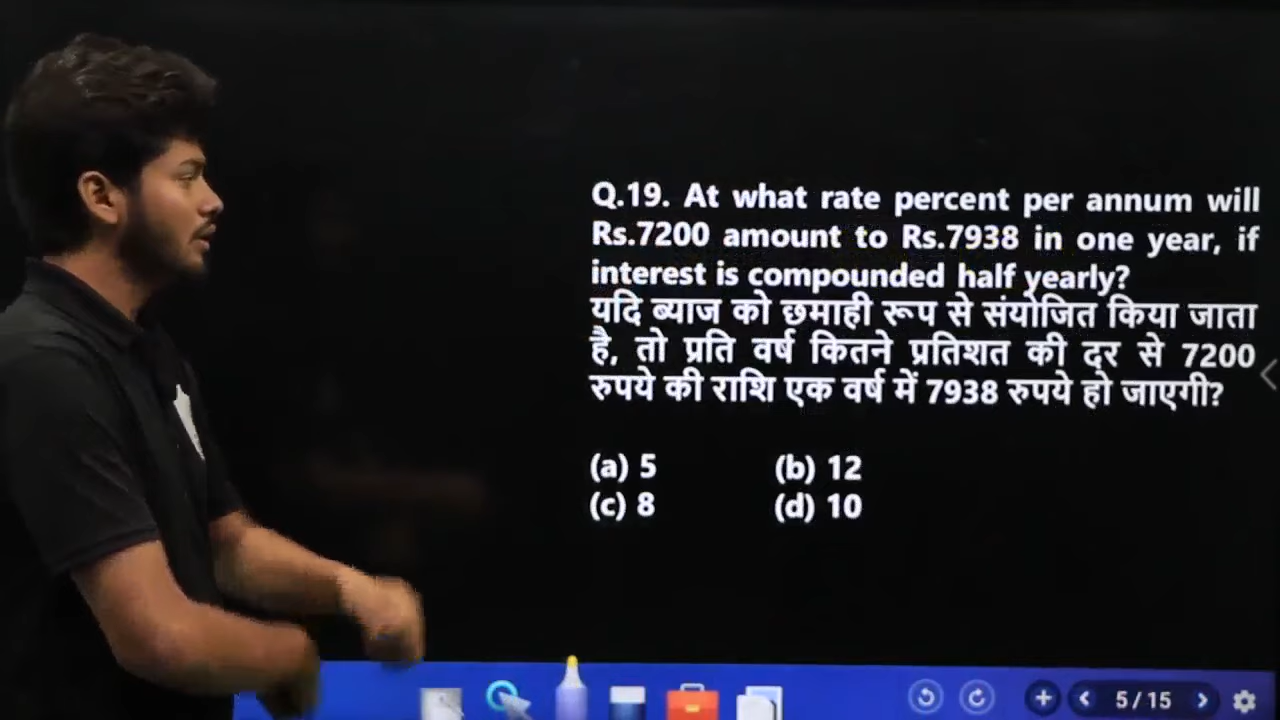 Q.19. At what rate percent per annum will
Rs.7200 amount to Rs.7938 in one year, if
interest is compounded half yearly?
यदि ब्याज को छमाही रूप से संयोजित किया जाता
है, तो प्रति वर्ष कितने प्रतिशत की दर से 7200
रुपये की राशि एक वर्ष में 7938 रुपये हो जाएगी?
(a) 5 (b) 12
(c) 8 (d) 10
5 / 15